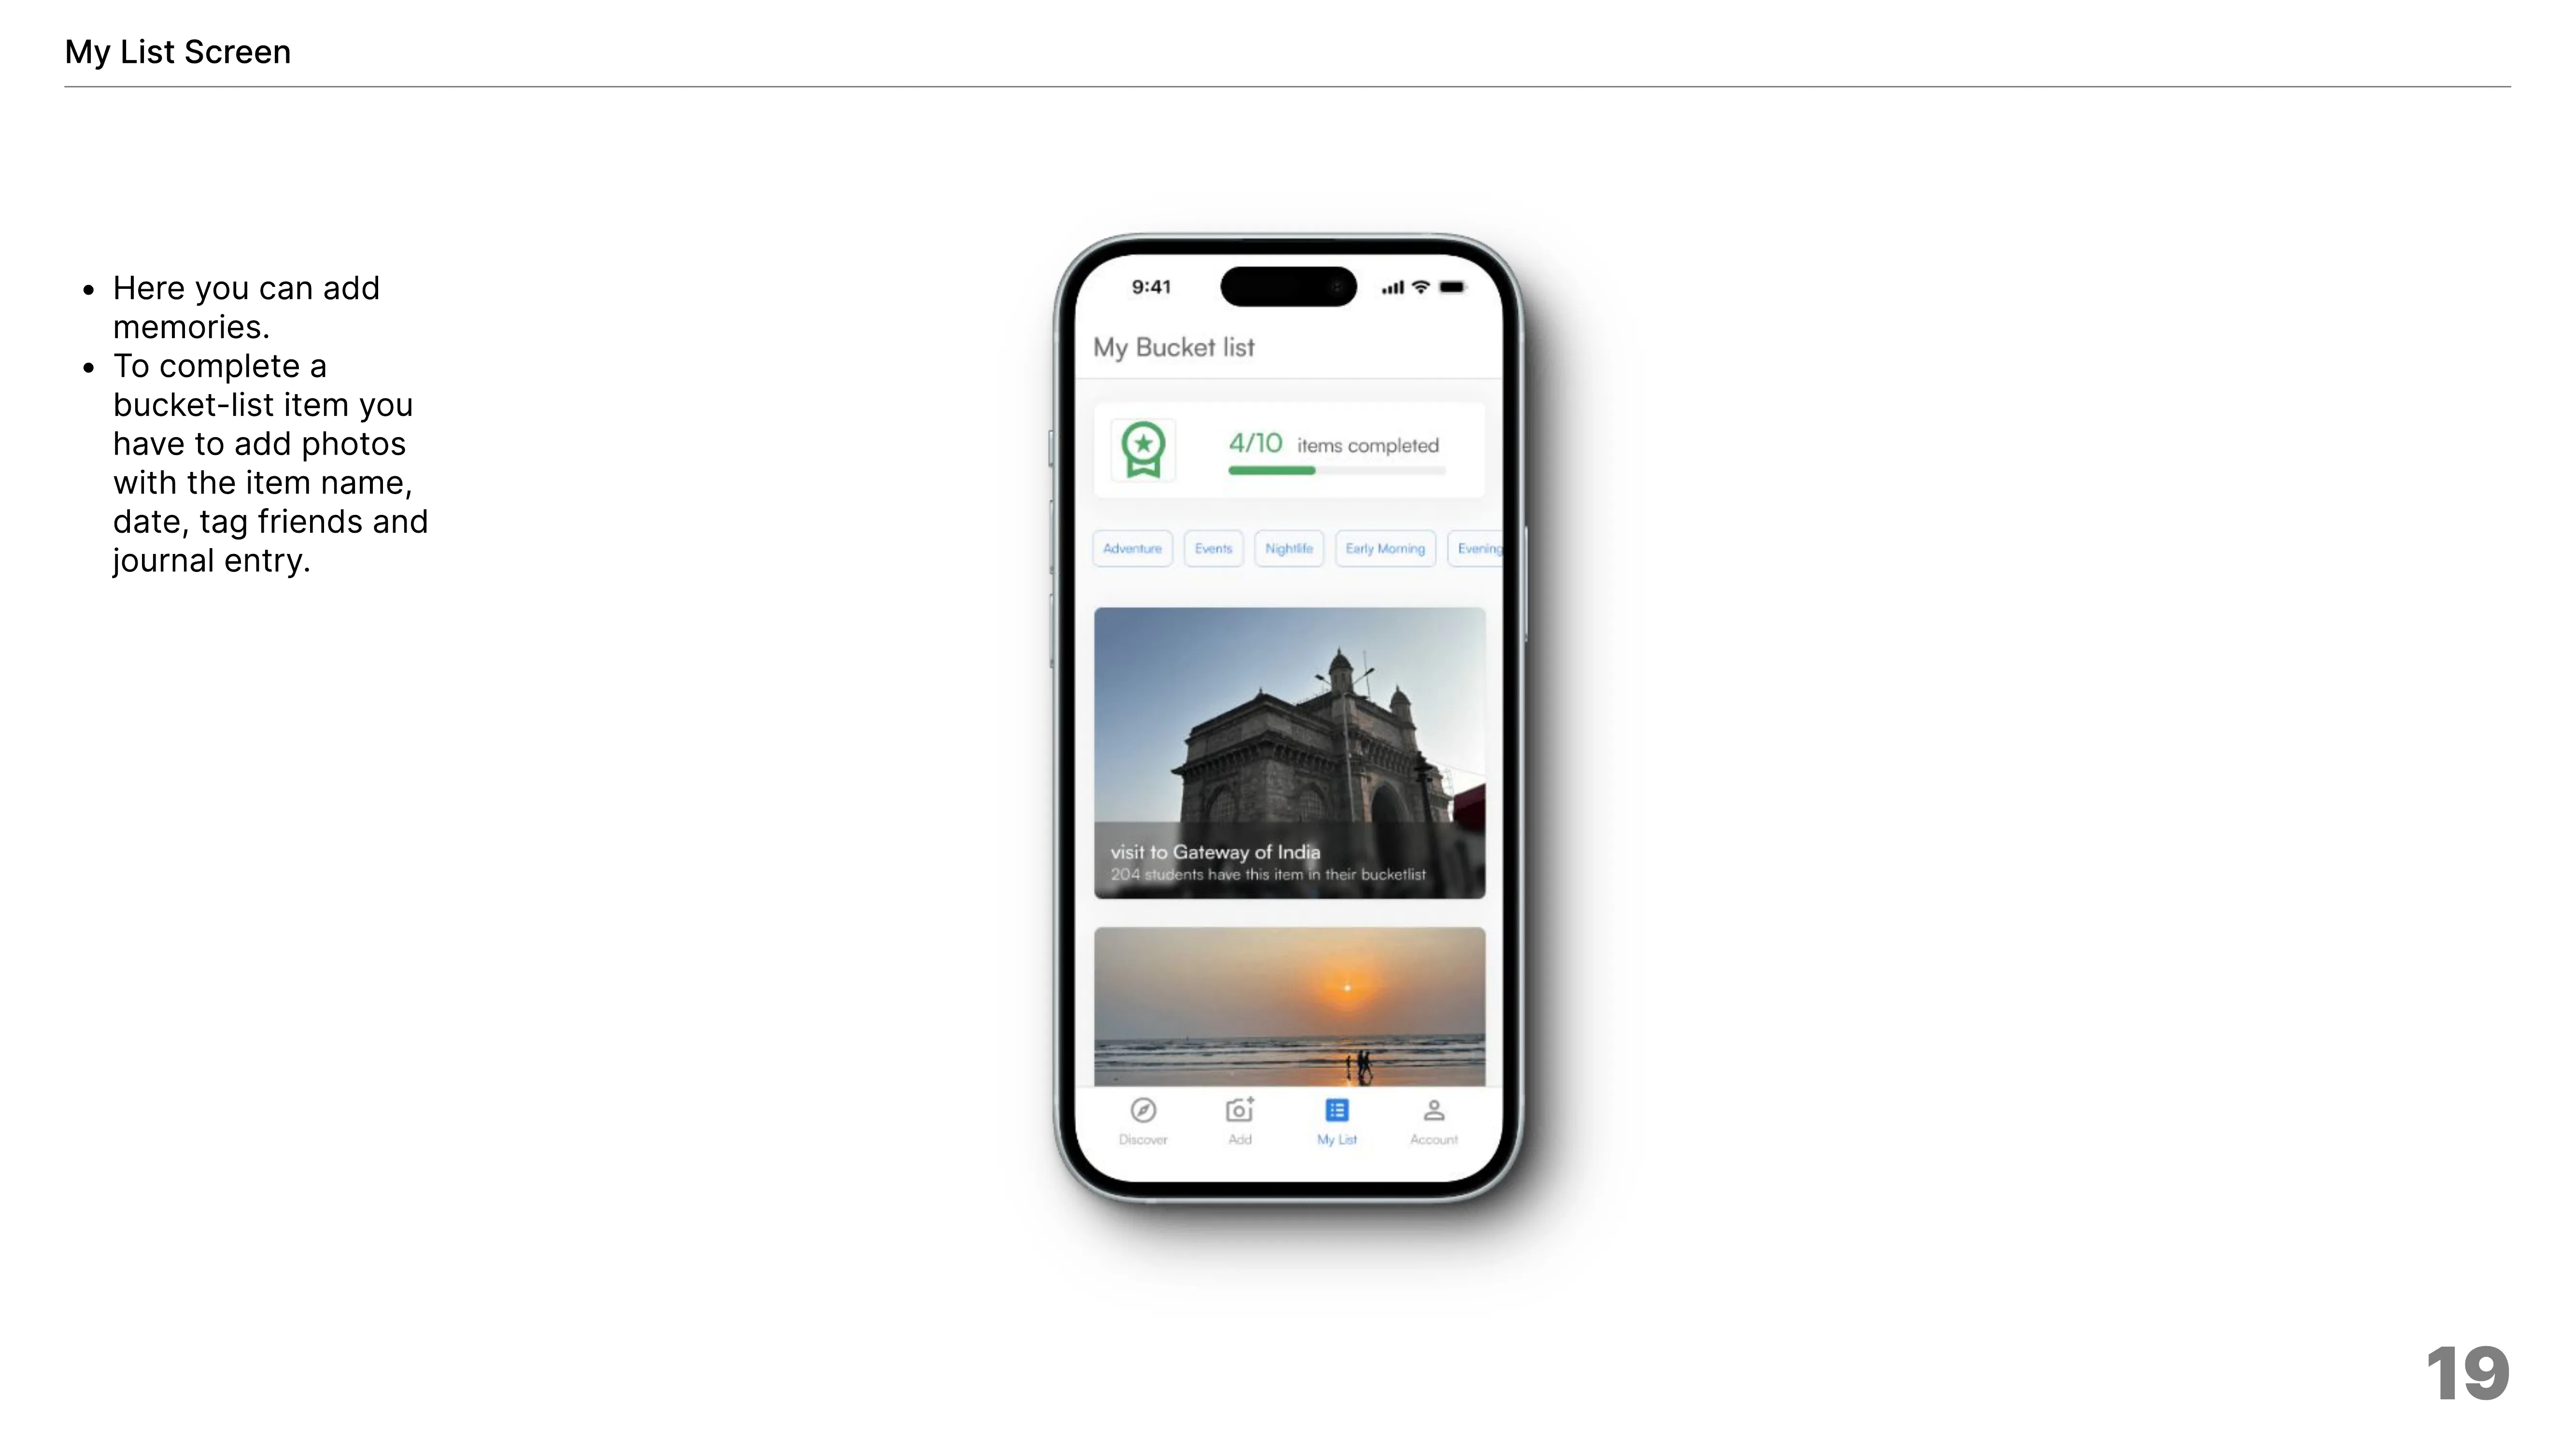 My List Screen
Here you can add
memories.
To complete a
bucket-list item you
have to add photos
with the item name,
date, tag friends and
journal entry.
9:41
My Bucket list
4/10 items completed
Adventure Events Nightlife Early Morning Evening
visit to Gateway of India
204 students have this item in their bucketlist
Discover Add My List Account
19